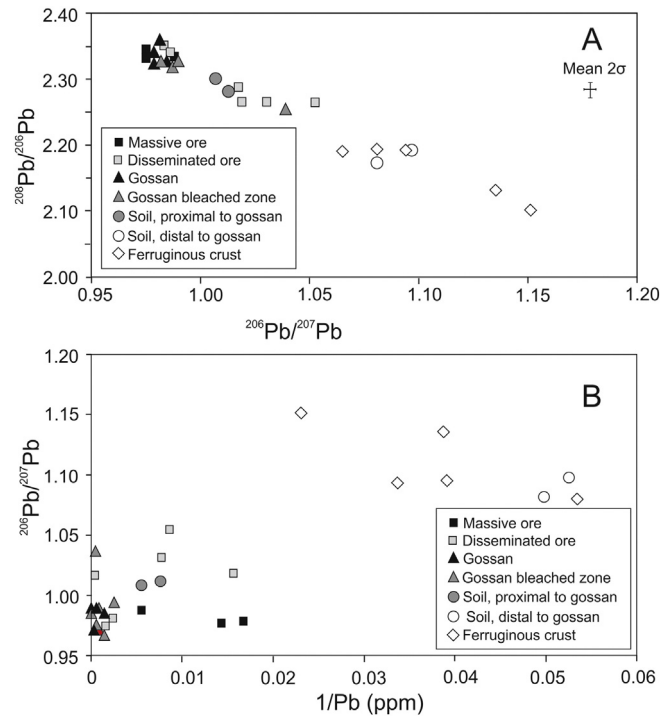 2.40
A
2.30
Mean 2σ
2.20
2.10
2.00
²⁰⁸Pb/²⁰⁶Pb
Massive ore
Disseminated ore
Gossan
Gossan bleached zone
Soil, proximal to gossan
Soil, distal to gossan
Ferruginous crust
0.95 1.00 1.05 1.10 1.15 1.20
²⁰⁶Pb/²⁰⁷Pb
1.20
B
1.15
1.10
1.05
1.00
0.95
²⁰⁶Pb/²⁰⁷Pb
Massive ore
Disseminated ore
Gossan
Gossan bleached zone
Soil, proximal to gossan
Soil, distal to gossan
Ferruginous crust
0 0.01 0.02 0.03 0.04 0.05 0.06
1/Pb (ppm)